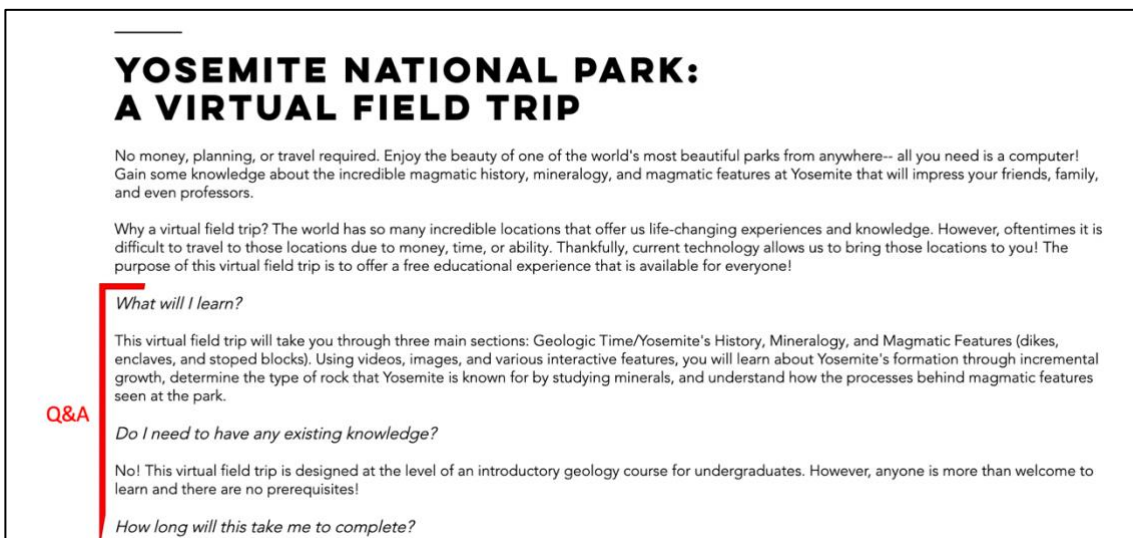 YOSEMITE NATIONAL PARK:
A VIRTUAL FIELD TRIP
No money, planning, or travel required. Enjoy the beauty of one of the world's most beautiful parks from anywhere-- all you need is a computer!
Gain some knowledge about the incredible magmatic history, mineralogy, and magmatic features at Yosemite that will impress your friends, family,
and even professors.
Why a virtual field trip? The world has so many incredible locations that offer us life-changing experiences and knowledge. However, oftentimes it is
difficult to travel to those locations due to money, time, or ability. Thankfully, current technology allows us to bring those locations to you! The
purpose of this virtual field trip is to offer a free educational experience that is available for everyone!
What will I learn?
This virtual field trip will take you through three main sections: Geologic Time/Yosemite's History, Mineralogy, and Magmatic Features (dikes,
enclaves, and stoped blocks). Using videos, images, and various interactive features, you will learn about Yosemite's formation through incremental
growth, determine the type of rock that Yosemite is known for by studying minerals, and understand how the processes behind magmatic features
seen at the park.
Q&A
Do I need to have any existing knowledge?
No! This virtual field trip is designed at the level of an introductory geology course for undergraduates. However, anyone is more than welcome to
learn and there are no prerequisites!
How long will this take me to complete?